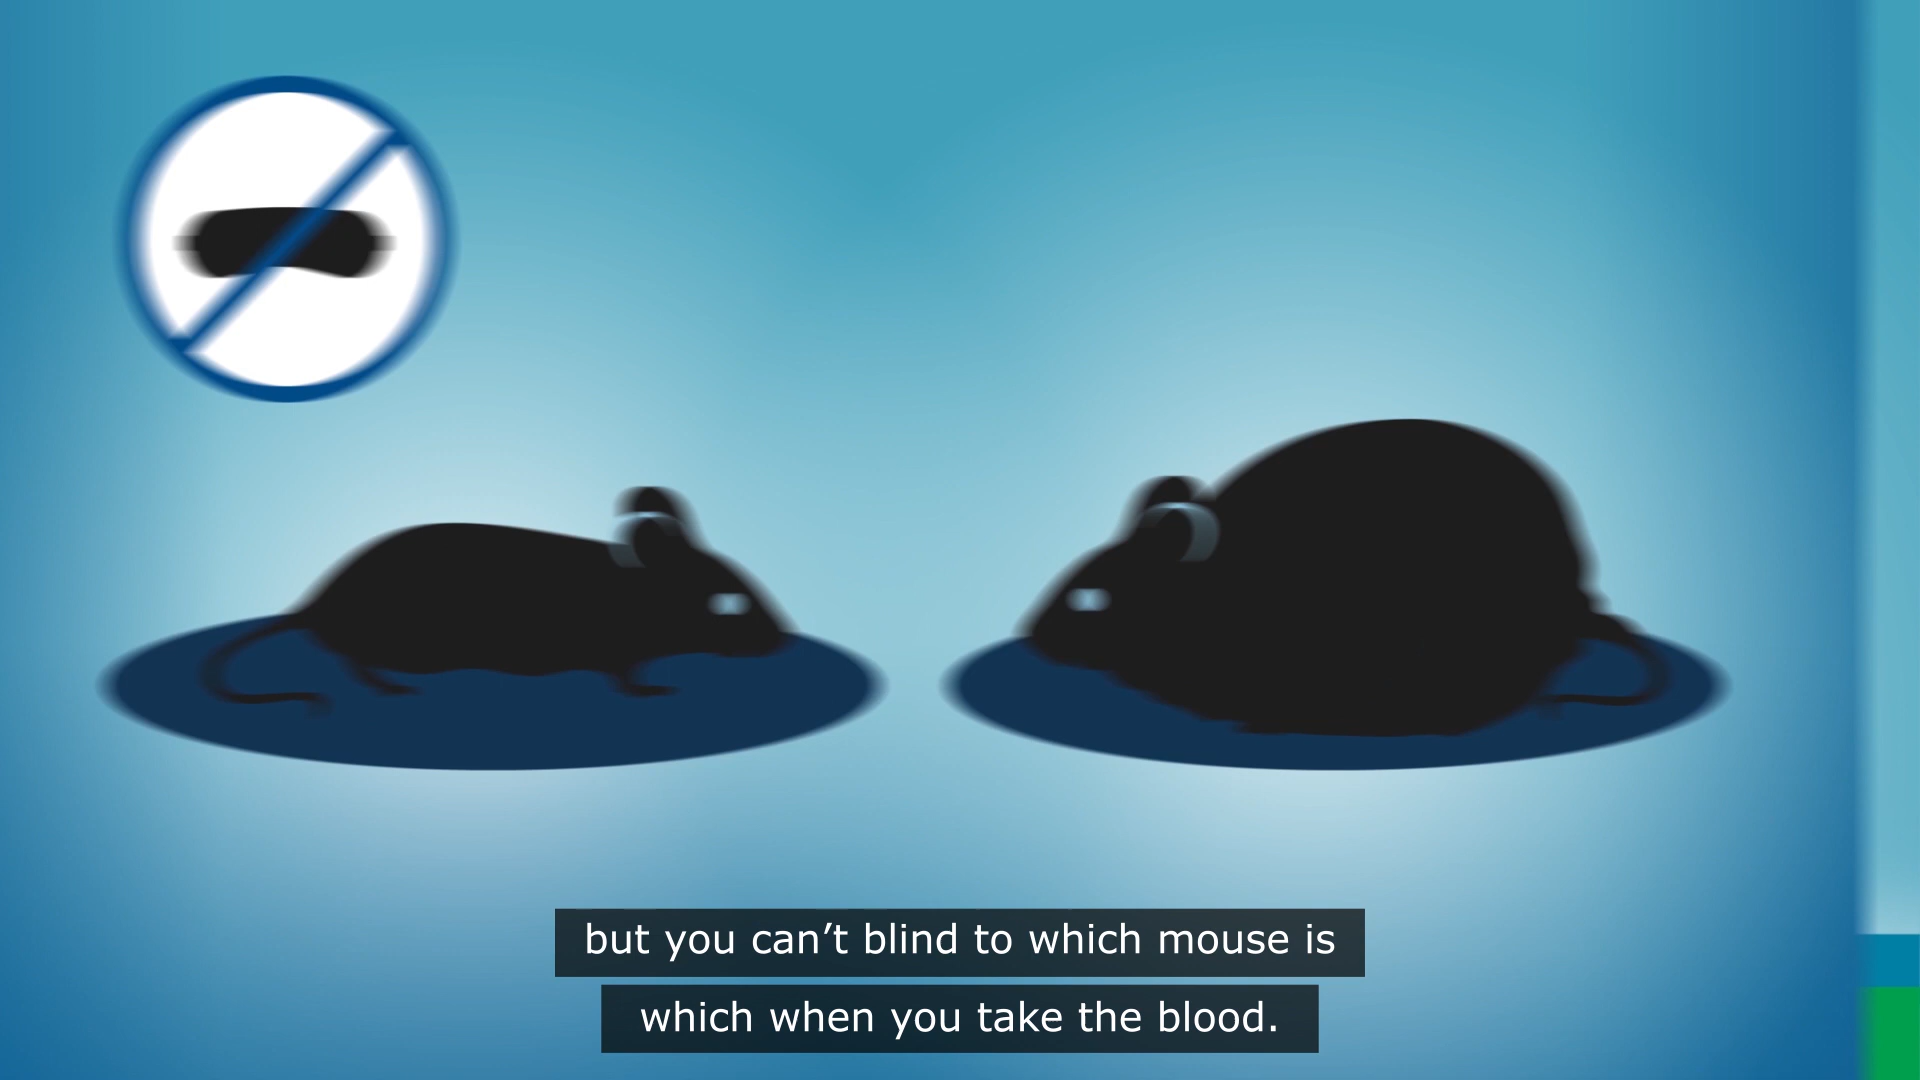 but you can’t blind to which mouse is
which when you take the blood.